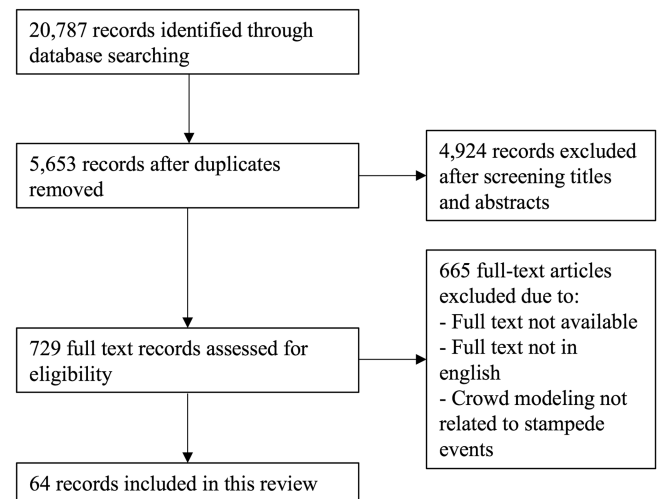 20,787 records identified through
database searching
5,653 records after duplicates
removed
4,924 records excluded
after screening titles
and abstracts
729 full text records assessed for
eligibility
665 full-text articles
excluded due to:
- Full text not available
- Full text not in
english
- Crowd modeling not
related to stampede
events
64 records included in this review